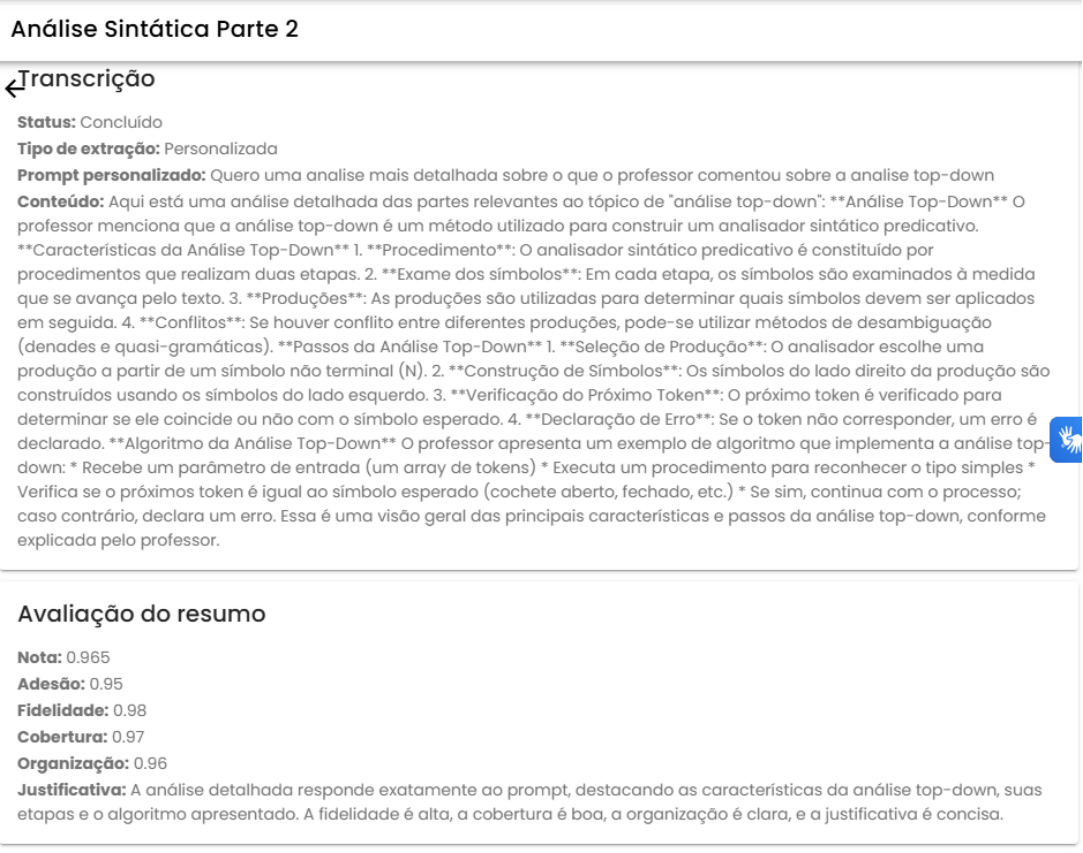 Análise Sintática Parte 2
Transcrição
Status: Concluído
Tipo de extração: Personalizada
Prompt personalizado: Quero uma analise mais detalhada sobre o que o professor comentou sobre a analise top-down
Conteúdo: Aqui está uma análise detalhada das partes relevantes ao tópico de "análise top-down": **Análise Top-Down** O
professor menciona que a análise top-down é um método utilizado para construir um analisador sintático predicativo.
**Características da Análise Top-Down** 1. **Procedimento**: O analisador sintático predicativo é constituído por
procedimentos que realizam duas etapas. 2. **Exame dos símbolos**: Em cada etapa, os símbolos são examinados à medida
que se avança pelo texto. 3. **Produções**: As produções são utilizadas para determinar quais símbolos devem ser aplicados
em seguida. 4. **Conflitos**: Se houver conflito entre diferentes produções, pode-se utilizar métodos de desambiguação
(denades e quasi-gramáticas). **Passos da Análise Top-Down** 1. **Seleção de Produção**: O analisador escolhe uma
produção a partir de um símbolo não terminal (N). 2. **Construção de Símbolos**: Os símbolos do lado direito da produção são
construídos usando os símbolos do lado esquerdo. 3. **Verificação do Próximo Token**: O próximo token é verificado para
determinar se ele coincide ou não com o símbolo esperado. 4. **Declaração de Erro**: Se o token não corresponder, um erro é
declarado. **Algoritmo da Análise Top-Down** O professor apresenta um exemplo de algoritmo que implementa a análise top-
down: * Recebe um parâmetro de entrada (um array de tokens) * Executa um procedimento para reconhecer o tipo simples *
Verifica se o próximos token é igual ao símbolo esperado (cochete aberto, fechado, etc.) * Se sim, continua com o processo;
caso contrário, declara um erro. Essa é uma visão geral das principais características e passos da análise top-down, conforme
explicada pelo professor.
Avaliação do resumo
Nota: 0.965
Adesão: 0.95
Fidelidade: 0.98
Cobertura: 0.97
Organização: 0.96
Justificativa: A análise detalhada responde exatamente ao prompt, destacando as características da análise top-down, suas
etapas e o algoritmo apresentado. A fidelidade é alta, a cobertura é boa, a organização é clara, e a justificativa é concisa.